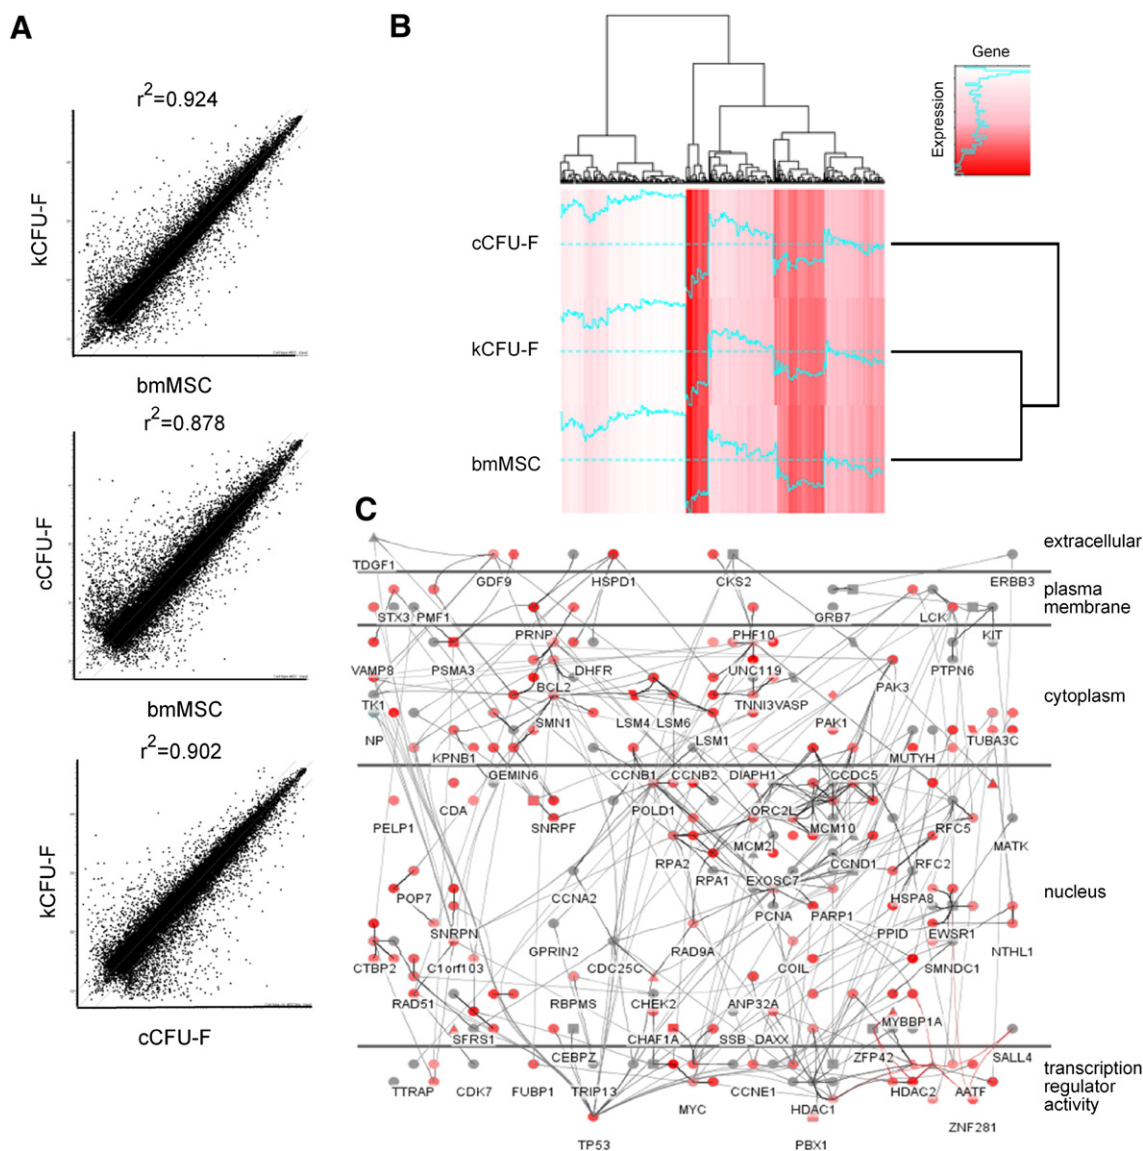 A
r2=0.924
kCFU-F
bmMSC
r2=0.878
cCFU-F
bmMSC
r2=0.902
kCFU-F
cCFU-F
B
Gene
Expression
cCFU-F
kCFU-F
bmMSC
C
extracellular
TDGF1 GDF9 HSPD1 CKS2 ERBB3
plasma
membrane
STX3 PMF1 GRB7 LCK
PRNP PHF10 KIT
VAMP8 PSMA3 DHFR UNC119 PTPN6
BCL2 PAK3
cytoplasm
TK1 SMN1 LSM4 LSM6 TNNI3 VASP PAK1
NP LSM1 TUBA3C
KPNB1 MUTYH
GEMIN6 CCNB1 CCNB2 DIAPH1 CCDC5
CDA POLD1 ORC2L
PELP1 SNRPF MCM10 RFC5
MCM2 MATK
RPA2 CCND1 RFC2
RPA1 EXOSC7
nucleus
POP7 CCNA2 HSPA8
PCNA PARP1
SNRPN PPID EWSR1
GPRIN2 RAD9A NTHL1
CTBP2 C1orf103 CDC25C COIL SMNDC1
RAD51 RBPMS CHEK2 ANP32A
MYBBP1A
SFRS1 CHAF1A SSB DAXX
CEBPZ ZFP42 SALL4
transcription
regulator
activity
TTRAP CDK7 FUBP1 TRIP13 CCNE1 HDAC2 AATF
MYC HDAC1
ZNF281
TP53 PBX1